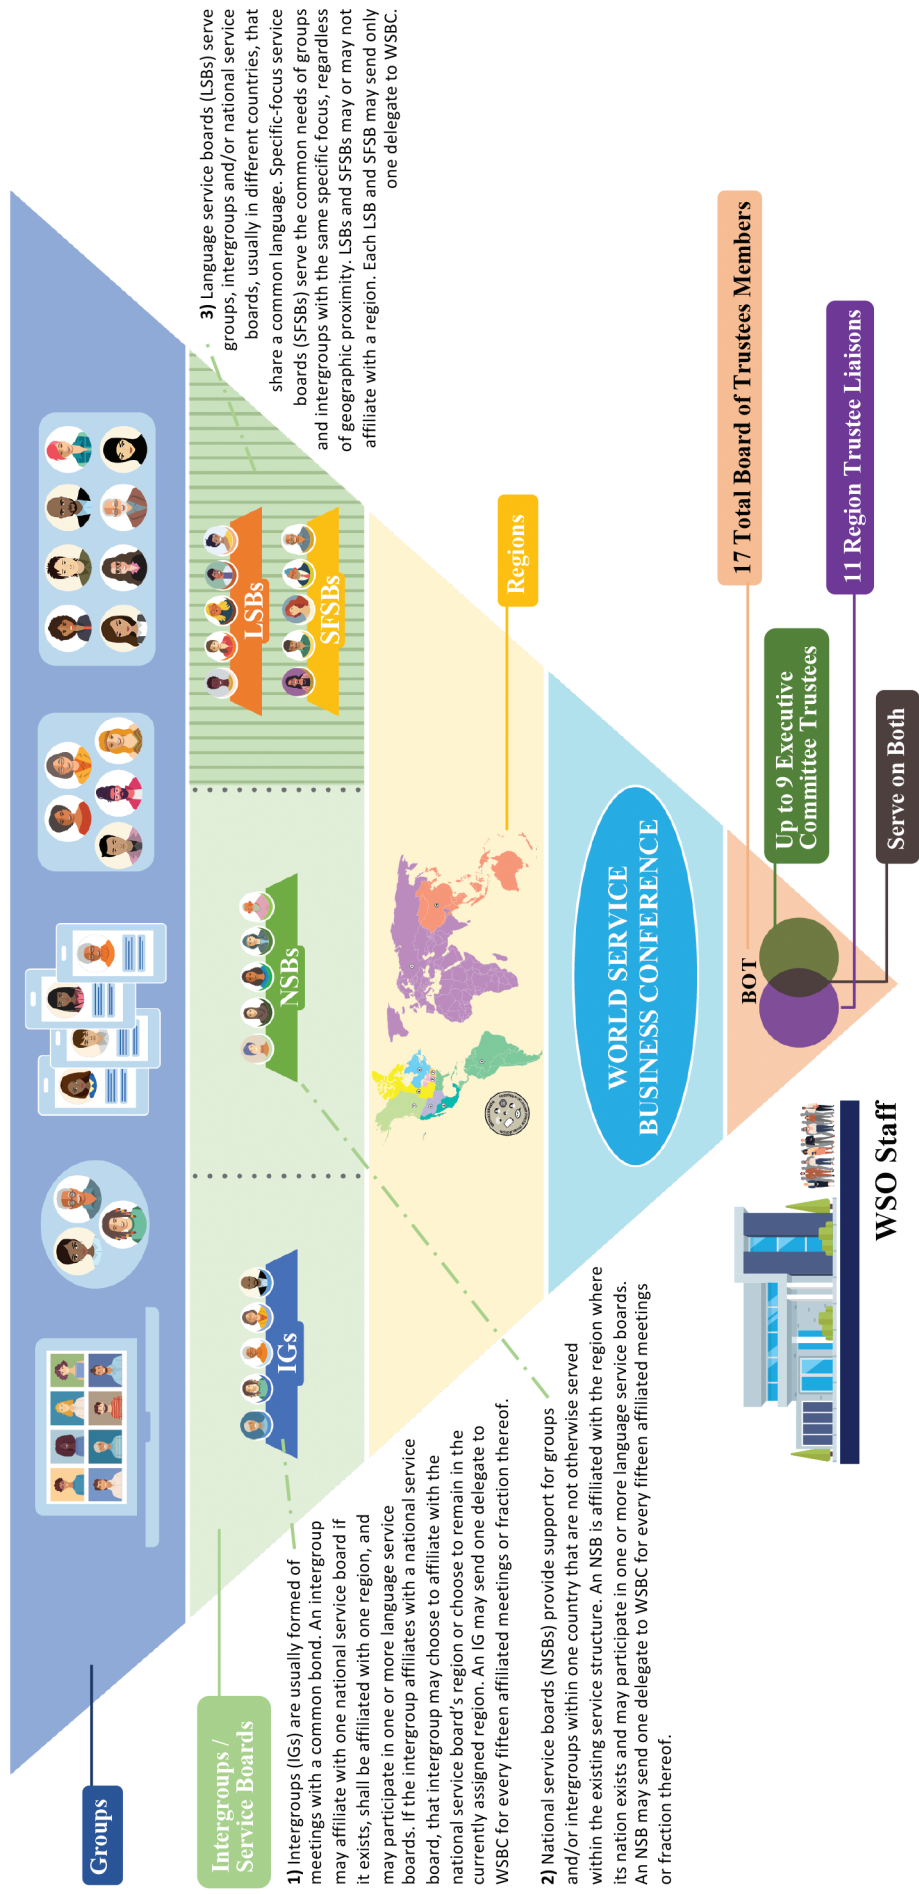 Groups
Intergroups /
Service Boards
IGs
NSBs
LSBs
SFSBs
1) Intergroups (IGs) are usually formed of
meetings with a common bond. An intergroup
may affiliate with one national service board if
it exists, shall be affiliated with one region, and
may participate in one or more language service
boards. If the intergroup affiliates with a national service
board, that intergroup may choose to affiliate with the
national service board's region or choose to remain in the
currently assigned region. An IG may send one delegate to
WSBC for every fifteen affiliated meetings or fraction thereof.
2) National service boards (NSBs) provide support for groups
and/or intergroups within one country that are not otherwise served
within the existing service structure. An NSB is affiliated with the region where
its nation exists and may participate in one or more language service boards.
An NSB may send one delegate to WSBC for every fifteen affiliated meetings
or fraction thereof.
3) Language service boards (LSBs) serve
groups, intergroups and/or national service
boards, usually in different countries, that
share a common language. Specific-focus service
boards (SFSBs) serve the common needs of groups
and intergroups with the same specific focus, regardless
of geographic proximity. LSBs and SFSBs may or may not
affiliate with a region. Each LSB and SFSB may send only
one delegate to WSBC.
Regions
WORLD SERVICE
BUSINESS CONFERENCE
BOT
17 Total Board of Trustees Members
Up to 9 Executive
Committee Trustees
11 Region Trustee Liaisons
Serve on Both
WSO Staff